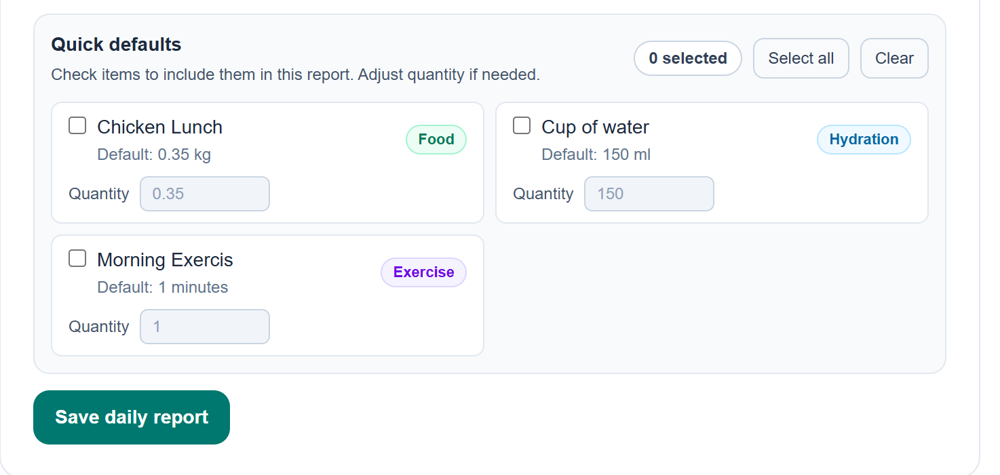 Quick defaults
Check items to include them in this report. Adjust quantity if needed.
0 selected
Select all
Clear
Chicken Lunch
Default: 0.35 kg
Food
Quantity
0.35
Cup of water
Default: 150 ml
Hydration
Quantity
150
Morning Exercis
Default: 1 minutes
Exercise
Quantity
1
Save daily report